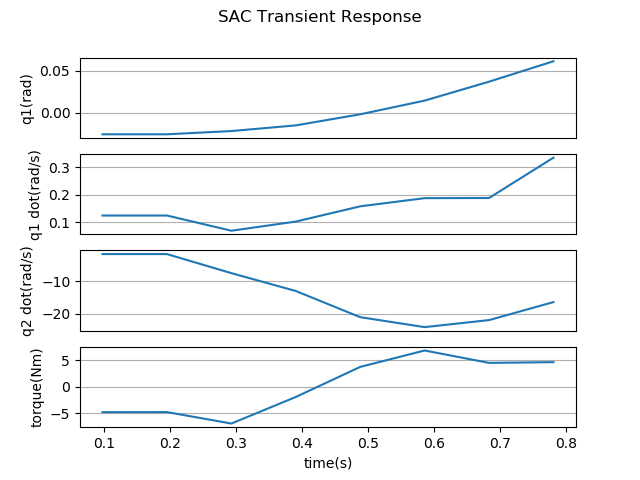 SAC Transient Response
q1(rad)
0.05
0.00
q1 dot(rad/s)
0.3
0.2
0.1
q2 dot(rad/s)
−10
−20
torque(Nm)
5
0
−5
0.1 0.2 0.3 0.4 0.5 0.6 0.7 0.8
time(s)